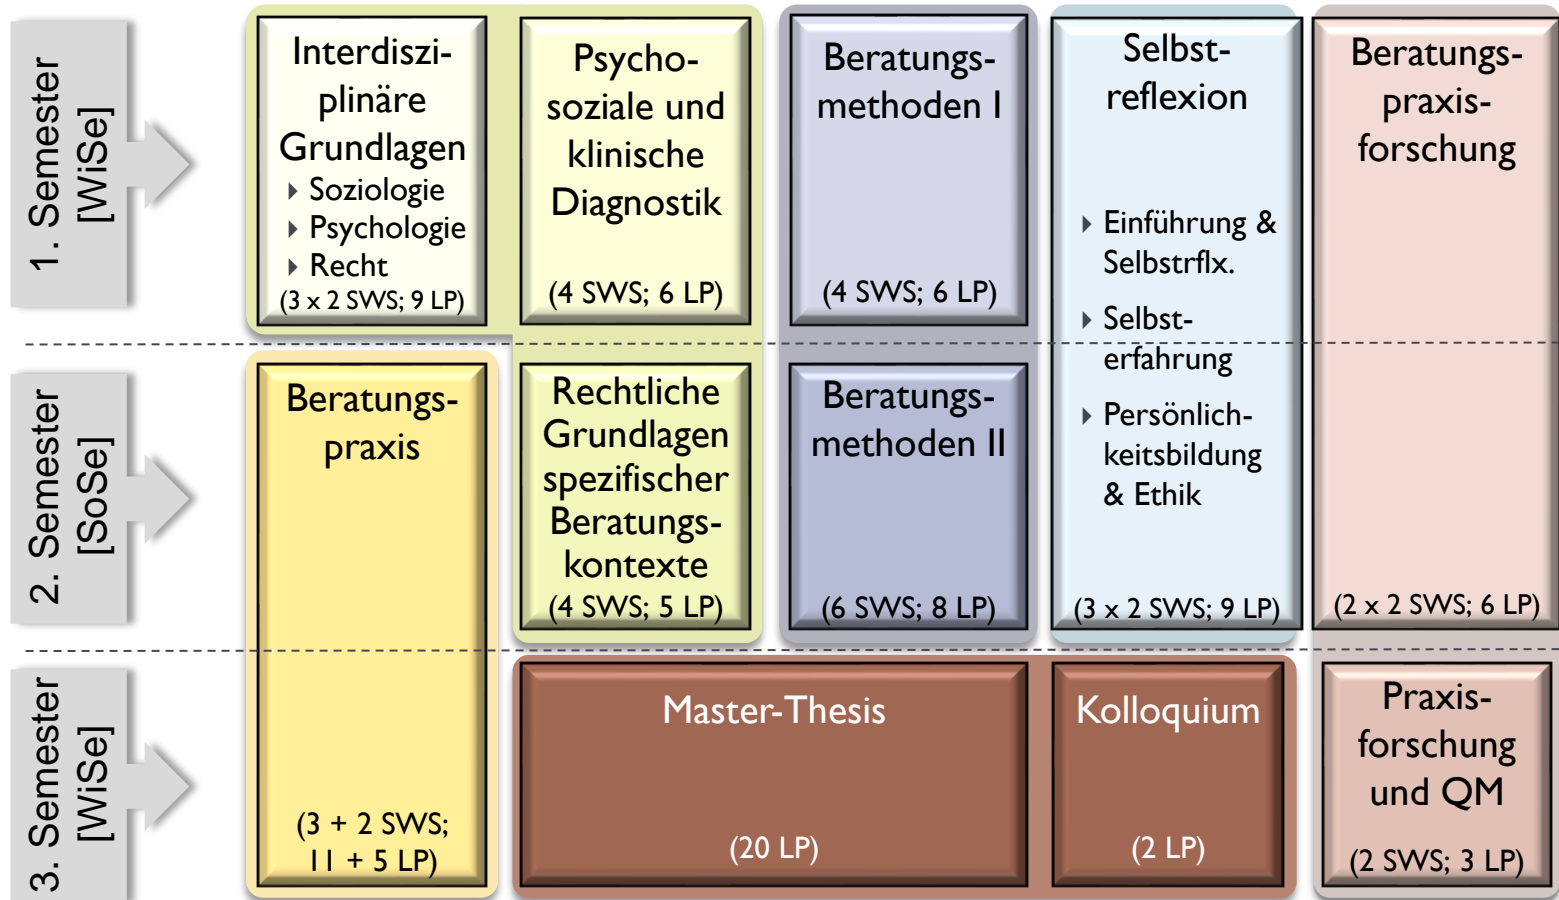 1. Semester
[WiSe]
Interdiszi-
plinäre
Grundlagen
Soziologie
Psychologie
Recht
(3 x 2 SWS; 9 LP)
Psycho-
soziale und
klinische
Diagnostik
(4 SWS; 6 LP)
Beratungs-
methoden I
(4 SWS; 6 LP)
Selbst-
reflexion
Einführung &
Selbstrflx.
Selbst-
erfahrung
Persönlich-
keitsbildung
& Ethik
(3 x 2 SWS; 9 LP)
Beratungs-
praxis-
forschung
(2 x 2 SWS; 6 LP)
2. Semester
[SoSe]
Beratungs-
praxis
(3 + 2 SWS;
11 + 5 LP)
Rechtliche
Grundlagen
spezifischer
Beratungs-
kontexte
(4 SWS; 5 LP)
Beratungs-
methoden II
(6 SWS; 8 LP)
3. Semester
[WiSe]
Master-Thesis
(20 LP)
Kolloquium
(2 LP)
Praxis-
forschung
und QM
(2 SWS; 3 LP)